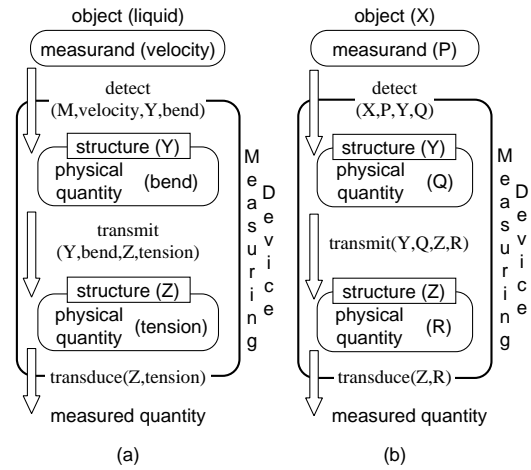 object (liquid)
measurand (velocity)
detect
(M,velocity,Y,bend)
structure (Y)
physical
quantity
(bend)
transmit
(Y,bend,Z,tension)
structure (Z)
physical
quantity
(tension)
transduce(Z,tension)
measured quantity
Measuring
Device
(a)
object (X)
measurand (P)
detect
(X,P,Y,Q)
structure (Y)
physical
quantity
(Q)
transmit(Y,Q,Z,R)
structure (Z)
physical
quantity
(R)
transduce(Z,R)
measured quantity
Measuring
Device
(b)